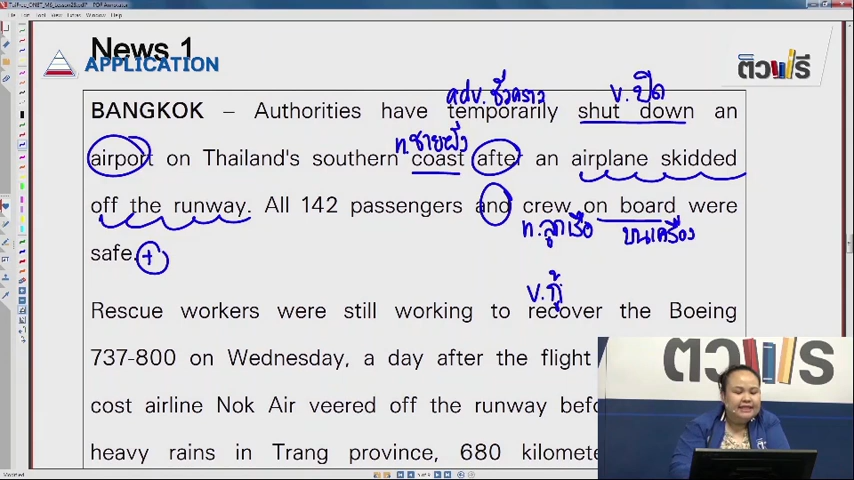 News 1
APPLICATION
ติวฟรี
adv. ชั่วคราว
v. ปิด
BANGKOK – Authorities have temporarily shut down an
n. ชายฝั่ง
airport on Thailand's southern coast after an airplane skidded
off the runway. All 142 passengers and crew on board were
n. ลูกเรือ
บนเครื่อง
safe. +
v. กู้
Rescue workers were still working to recover the Boeing
737-800 on Wednesday, a day after the flight
cost airline Nok Air veered off the runway
heavy rains in Trang province, 680
ติวฟรี